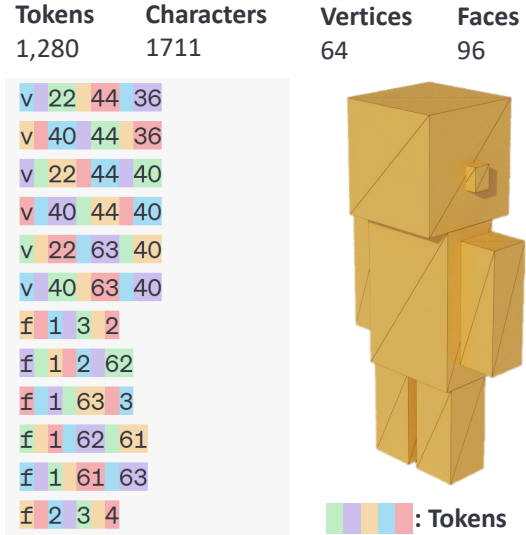 Tokens Characters Vertices Faces
1,280 1711 64 96
v 22 44 36
v 40 44 36
v 22 44 40
v 40 44 40
v 22 63 40
v 40 63 40
f 1 3 2
f 1 2 62
f 1 63 3
f 1 62 61
f 1 61 63
f 2 3 4
: Tokens